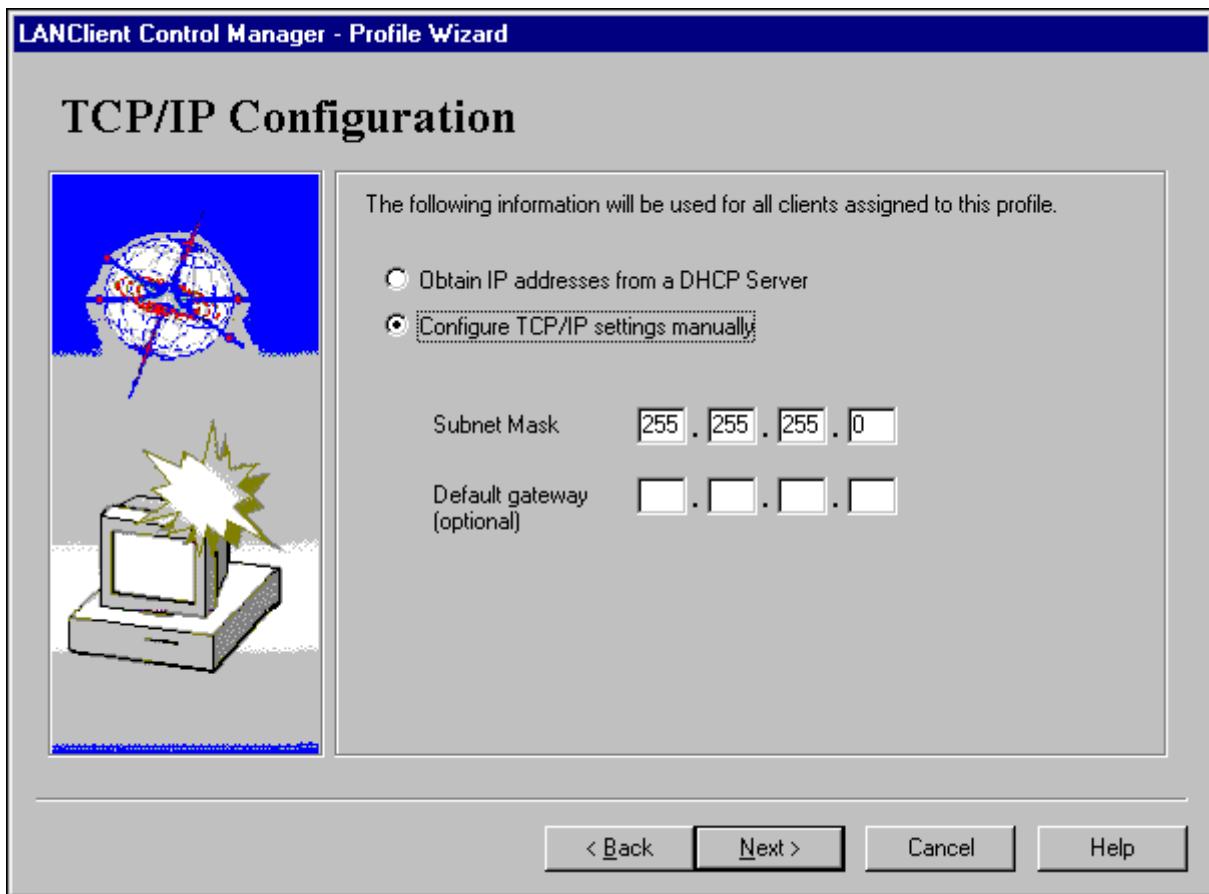 LANClient Control Manager - Profile Wizard
TCP/IP Configuration
The following information will be used for all clients assigned to this profile.
Obtain IP addresses from a DHCP Server
Configure TCP/IP settings manually
Subnet Mask 255 . 255 . 255 . 0
Default gateway . . .
(optional)
< Back Next > Cancel Help